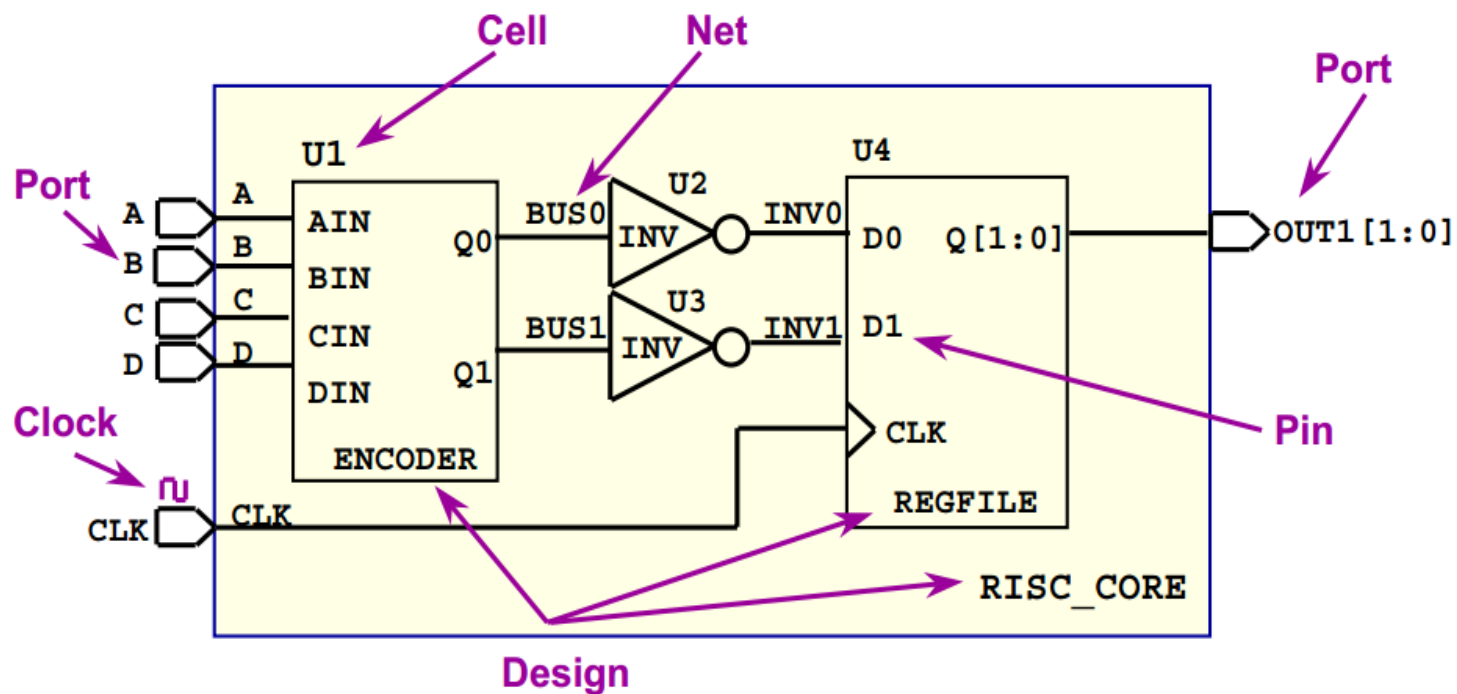 Cell
Net
Port
U1
U4
Port
A
A
AIN
Q0
BUS0
U2
INV
INV0
D0
Q[1:0]
OUT1[1:0]
B
B
BIN
C
C
CIN
Q1
BUS1
U3
INV
INV1
D1
D
D
DIN
Clock
ENCODER
CLK
Pin
CLK
CLK
REGFILE
RISC_CORE
Design